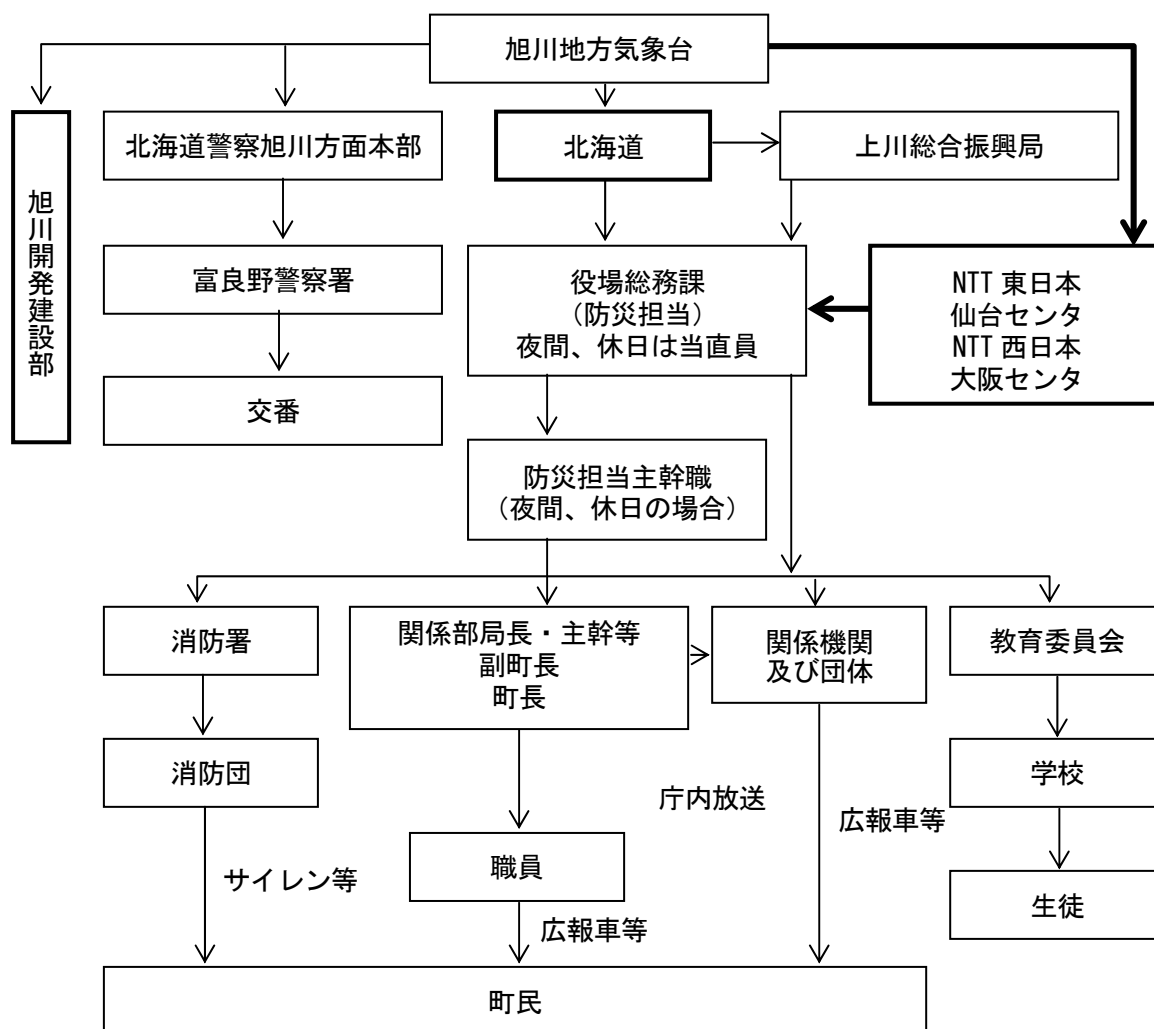 旭川地方気象台
北海道警察旭川方面本部
北海道
上川総合振興局
旭川開発建設部
富良野警察署
役場総務課
(防災担当)
夜間、休日は当直員
NTT 東日本
仙台センタ
NTT 西日本
大阪センタ
交番
防災担当主幹職
(夜間、休日の場合)
消防署
関係部局長・主幹等
副町長
町長
関係機関
及び団体
教育委員会
消防団
学校
庁内放送
広報車等
職員
サイレン等
生徒
広報車等
町民